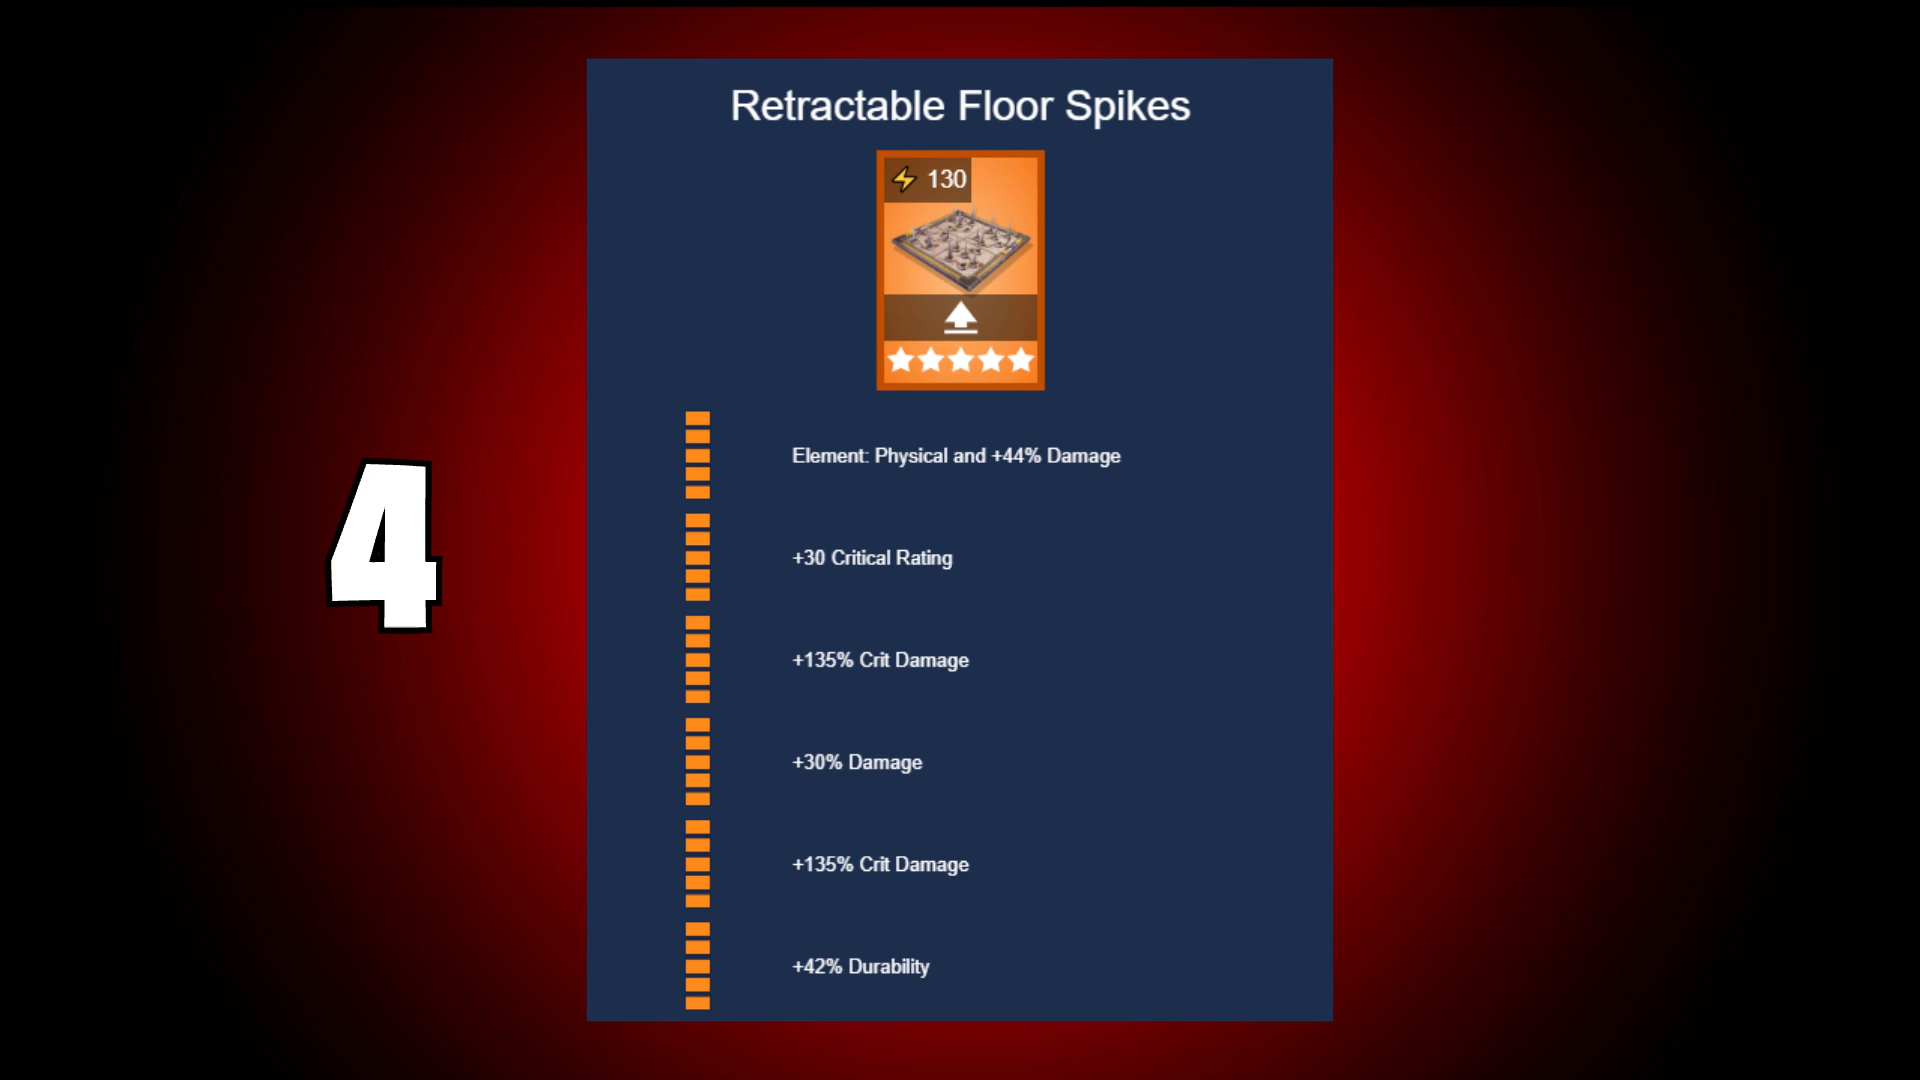 Retractable Floor Spikes
130
Element: Physical and +44% Damage
+30 Critical Rating
4
+135% Crit Damage
+30% Damage
+135% Crit Damage
+42% Durability